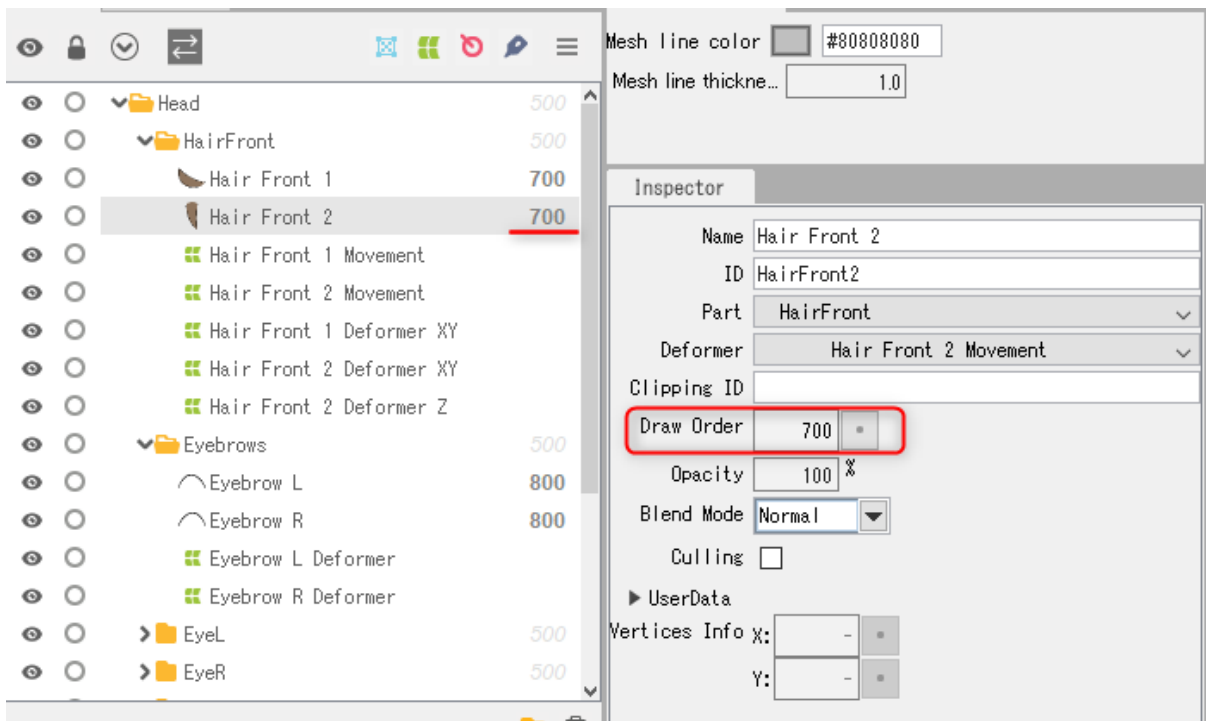 Mesh line color #80808080
Mesh line thickne… 1.0
Head 500
HairFront 500
Hair Front 1 700
Hair Front 2 700
Hair Front 1 Movement
Hair Front 2 Movement
Hair Front 1 Deformer XY
Hair Front 2 Deformer XY
Hair Front 2 Deformer Z
Eyebrows 500
Eyebrow L 800
Eyebrow R 800
Eyebrow L Deformer
Eyebrow R Deformer
EyeL 500
EyeR 500
Inspector
Name Hair Front 2
ID HairFront2
Part HairFront
Deformer Hair Front 2 Movement
Clipping ID
Draw Order 700
Opacity 100 %
Blend Mode Normal
Culling
UserData
Vertices Info X: -
Y: -